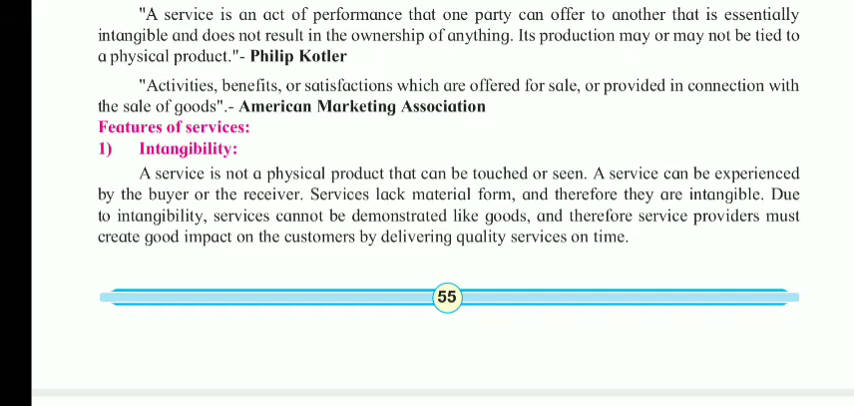 "A service is an act of performance that one party can offer to another that is essentially
intangible and does not result in the ownership of anything. Its production may or may not be tied to
a physical product."- Philip Kotler
"Activities, benefits, or satisfactions which are offered for sale, or provided in connection with
the sale of goods".- American Marketing Association
Features of services:
1) Intangibility:
A service is not a physical product that can be touched or seen. A service can be experienced
by the buyer or the receiver. Services lack material form, and therefore they are intangible. Due
to intangibility, services cannot be demonstrated like goods, and therefore service providers must
create good impact on the customers by delivering quality services on time.
55